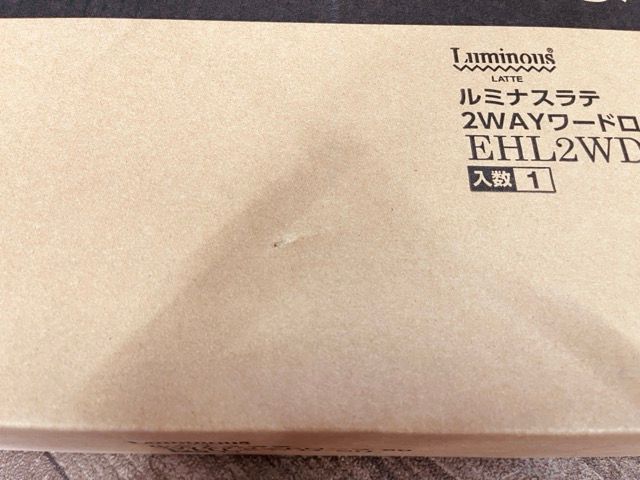 Luminous®
LATTE
ルミナスラテ
2WAYワードロ
EHL2WD
入数 1
Luminous